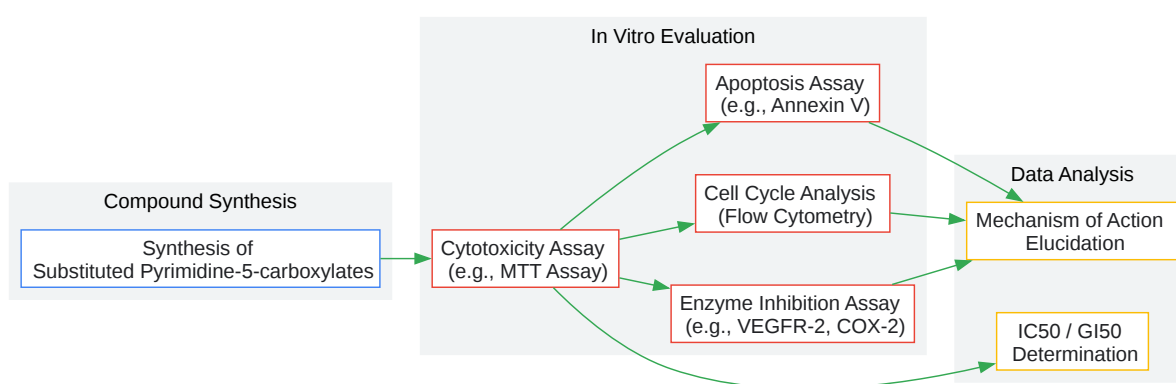 In Vitro Evaluation
Apoptosis Assay
(e.g., Annexin V)
Data Analysis
Compound Synthesis
Cell Cycle Analysis
(Flow Cytometry)
Mechanism of Action
Elucidation
Synthesis of
Substituted Pyrimidine-5-carboxylates
Cytotoxicity Assay
(e.g., MTT Assay)
Enzyme Inhibition Assay
(e.g., VEGFR-2, COX-2)
IC50 / GI50
Determination